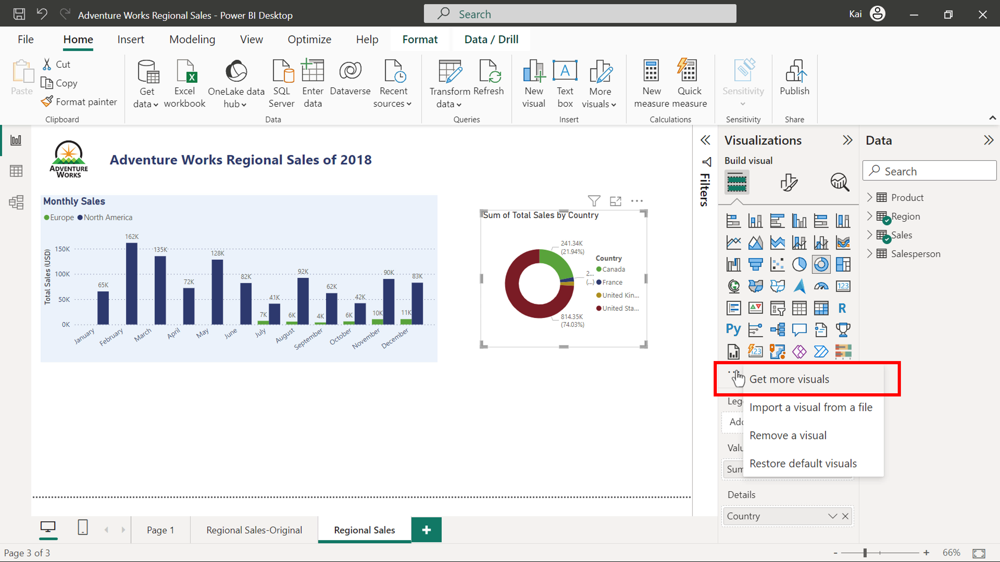 Adventure Works Regional Sales - Power BI Desktop
Search
Kai
File
Home
Insert
Modeling
View
Optimize
Help
Format
Data / Drill
Paste
Cut
Copy
Format painter
Clipboard
Get
data
Excel
workbook
OneLake data
hub
SQL
Server
Enter
data
Dataverse
Recent
sources
Data
Transform
data
Refresh
Queries
New
visual
Text
box
More
visuals
Insert
New
measure
Quick
measure
Calculations
Sensitivity
Sensitivity
Publish
Share
ADVENTURE
WORKS
Adventure Works Regional Sales of 2018
Monthly Sales
Europe
North America
Total Sales (USD)
150K
100K
50K
0K
65K
162K
135K
72K
128K
82K
7K
41K
6K
92K
4K
62K
6K
42K
10K
90K
11K
83K
January
February
March
April
May
June
July
August
September
October
November
December
Sum of Total Sales by Country
241.34K
(21.94%)
2...
(...)
814.35K
(74.03%)
Country
Canada
France
United Kin...
United Sta...
Filters
Visualizations
Build visual
123
R
Py
123
Get more visuals
Import a visual from a file
Remove a visual
Restore default visuals
Leg
Add
Valu
Sum
Details
Country
Data
Search
Product
Region
Sales
Salesperson
Page 1
Regional Sales-Original
Regional Sales
+
Page 3 of 3
- +
66%